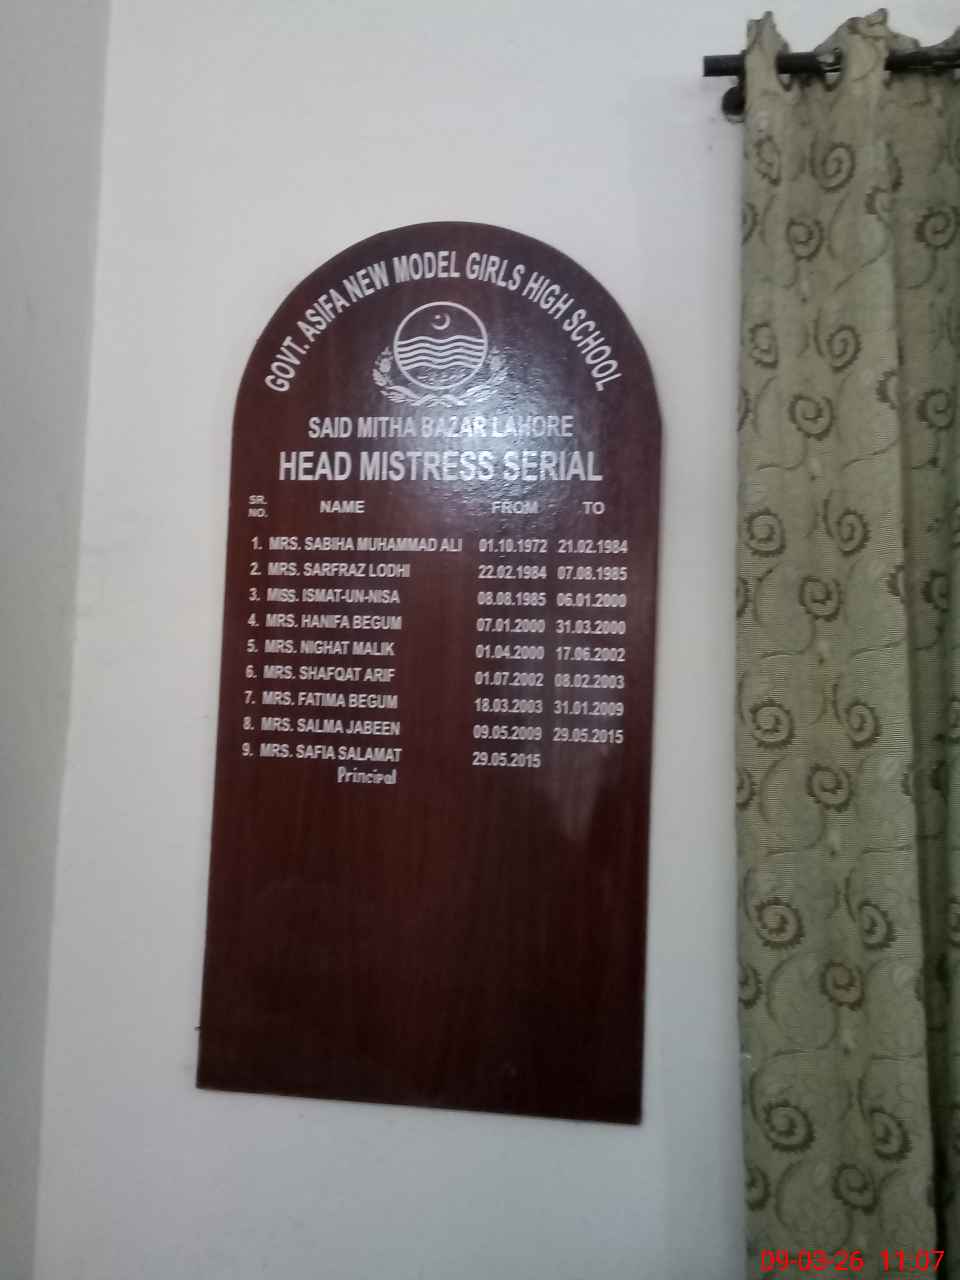 GOVT. ASIFA NEW MODEL GIRLS HIGH SCHOOL
SAID MITHA BAZAR LAHORE
HEAD MISTRESS SERIAL
SR. NO. NAME FROM TO
1. MRS. SABIHA MUHAMMAD ALI 01.10.1972 21.02.1984
2. MRS. SARFRAZ LODHI 22.02.1984 07.08.1985
3. MISS. ISMAT-UN-NISA 08.08.1985 06.01.2000
4. MRS. HANIFA BEGUM 07.01.2000 31.03.2000
5. MRS. NIGHAT MALIK 01.04.2000 17.06.2002
6. MRS. SHAFQAT ARIF 01.07.2002 08.02.2003
7. MRS. FATIMA BEGUM 18.03.2003 31.01.2009
8. MRS. SALMA JABEEN 09.05.2009 29.05.2015
9. MRS. SAFIA SALAMAT 29.05.2015
Principal
09-03-26 11:07